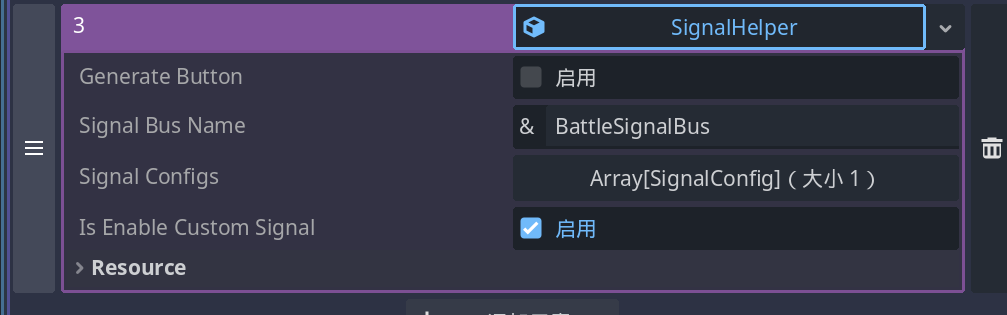 3 SignalHelper
Generate Button 启用
Signal Bus Name & BattleSignalBus
Signal Configs Array[SignalConfig]（大小 1）
Is Enable Custom Signal 启用
Resource